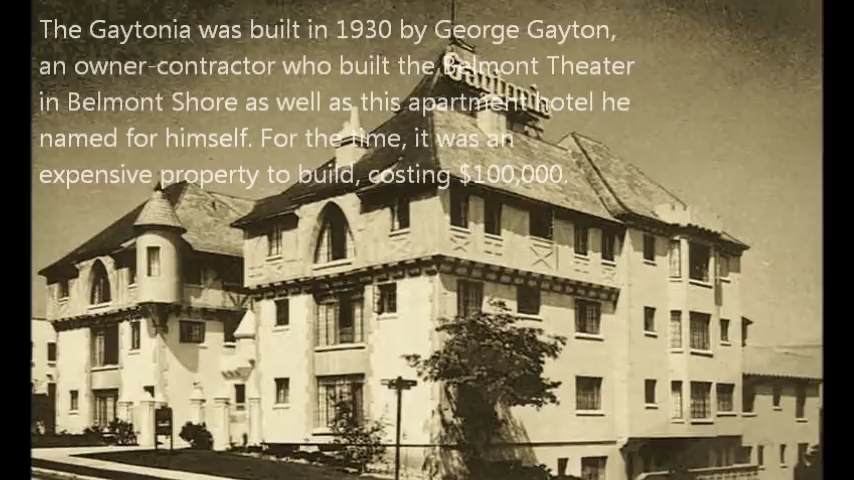 The Gaytonia was built in 1930 by George Gayton,
an owner-contractor who built the Belmont Theater
in Belmont Shore as well as this apartment hotel he
named for himself. For the time, it was an
expensive property to build, costing $100,000.